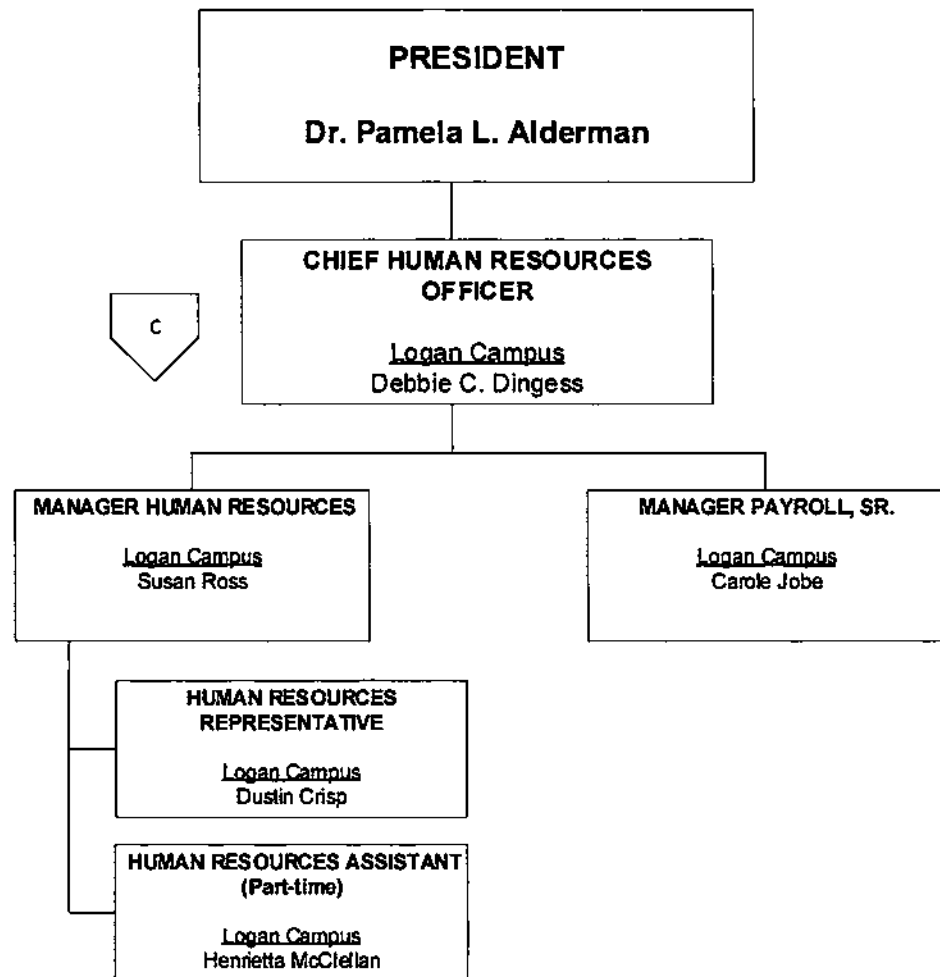 PRESIDENT
Dr. Pamela L. Alderman
CHIEF HUMAN RESOURCES
OFFICER
Logan Campus
Debbie C. Dingess
C
MANAGER HUMAN RESOURCES
Logan Campus
Susan Ross
MANAGER PAYROLL, SR.
Logan Campus
Carole Jobe
HUMAN RESOURCES
REPRESENTATIVE
Logan Campus
Dustin Crisp
HUMAN RESOURCES ASSISTANT
(Part-time)
Logan Campus
Henrietta McClellan